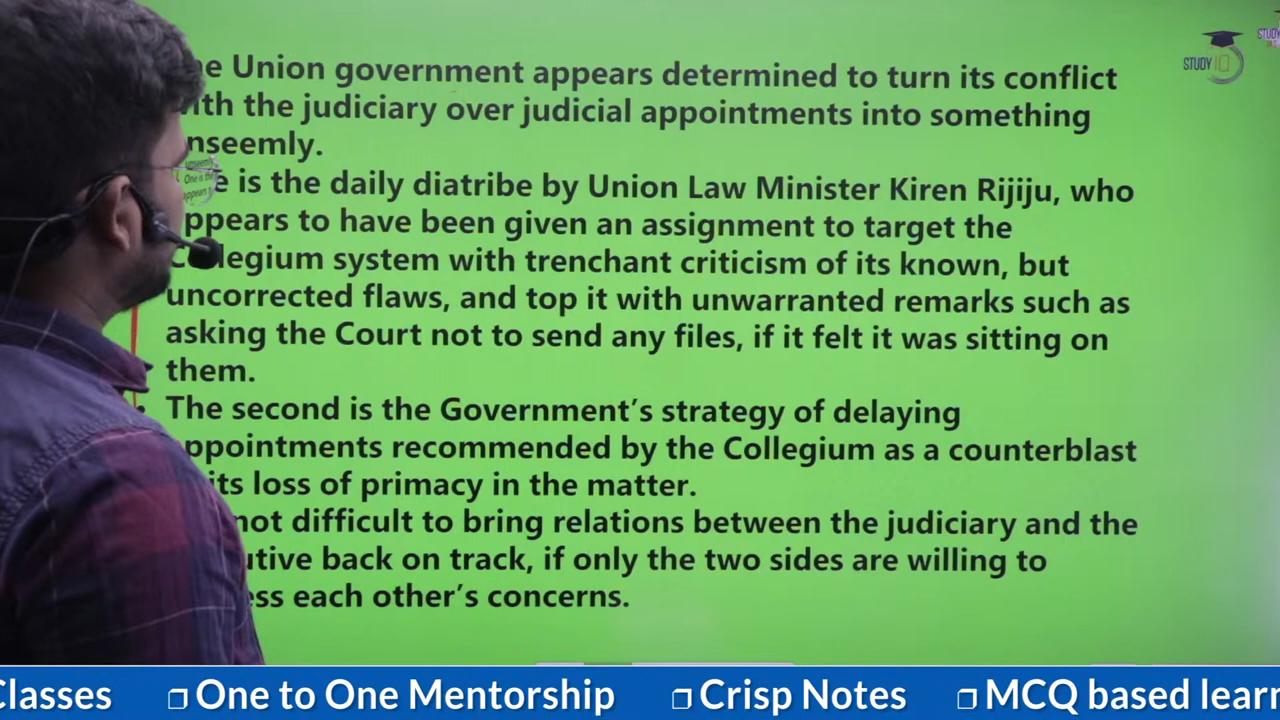 he Union government appears determined to turn its conflict
ith the judiciary over judicial appointments into something
nseemly.
e is the daily diatribe by Union Law Minister Kiren Rijiju, who
ppears to have been given an assignment to target the
C llegium system with trenchant criticism of its known, but
uncorrected flaws, and top it with unwarranted remarks such as
asking the Court not to send any files, if it felt it was sitting on
them.
• The second is the Government's strategy of delaying
ppointments recommended by the Collegium as a counterblast
its loss of primacy in the matter.
not difficult to bring relations between the judiciary and the
utive back on track, if only the two sides are willing to
ess each other's concerns.
STUDY IQ
STUDY
Classes ❐ One to One Mentorship ❐ Crisp Notes ❐ MCQ based learn